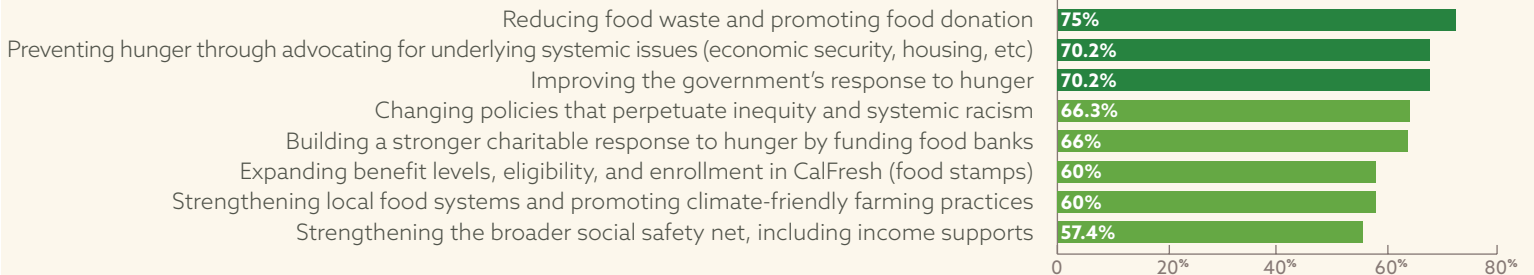 Reducing food waste and promoting food donation 75%
Preventing hunger through advocating for underlying systemic issues (economic security, housing, etc) 70.2%
Improving the government’s response to hunger 70.2%
Changing policies that perpetuate inequity and systemic racism 66.3%
Building a stronger charitable response to hunger by funding food banks 66%
Expanding benefit levels, eligibility, and enrollment in CalFresh (food stamps) 60%
Strengthening local food systems and promoting climate-friendly farming practices 60%
Strengthening the broader social safety net, including income supports 57.4%
0 20% 40% 60% 80%